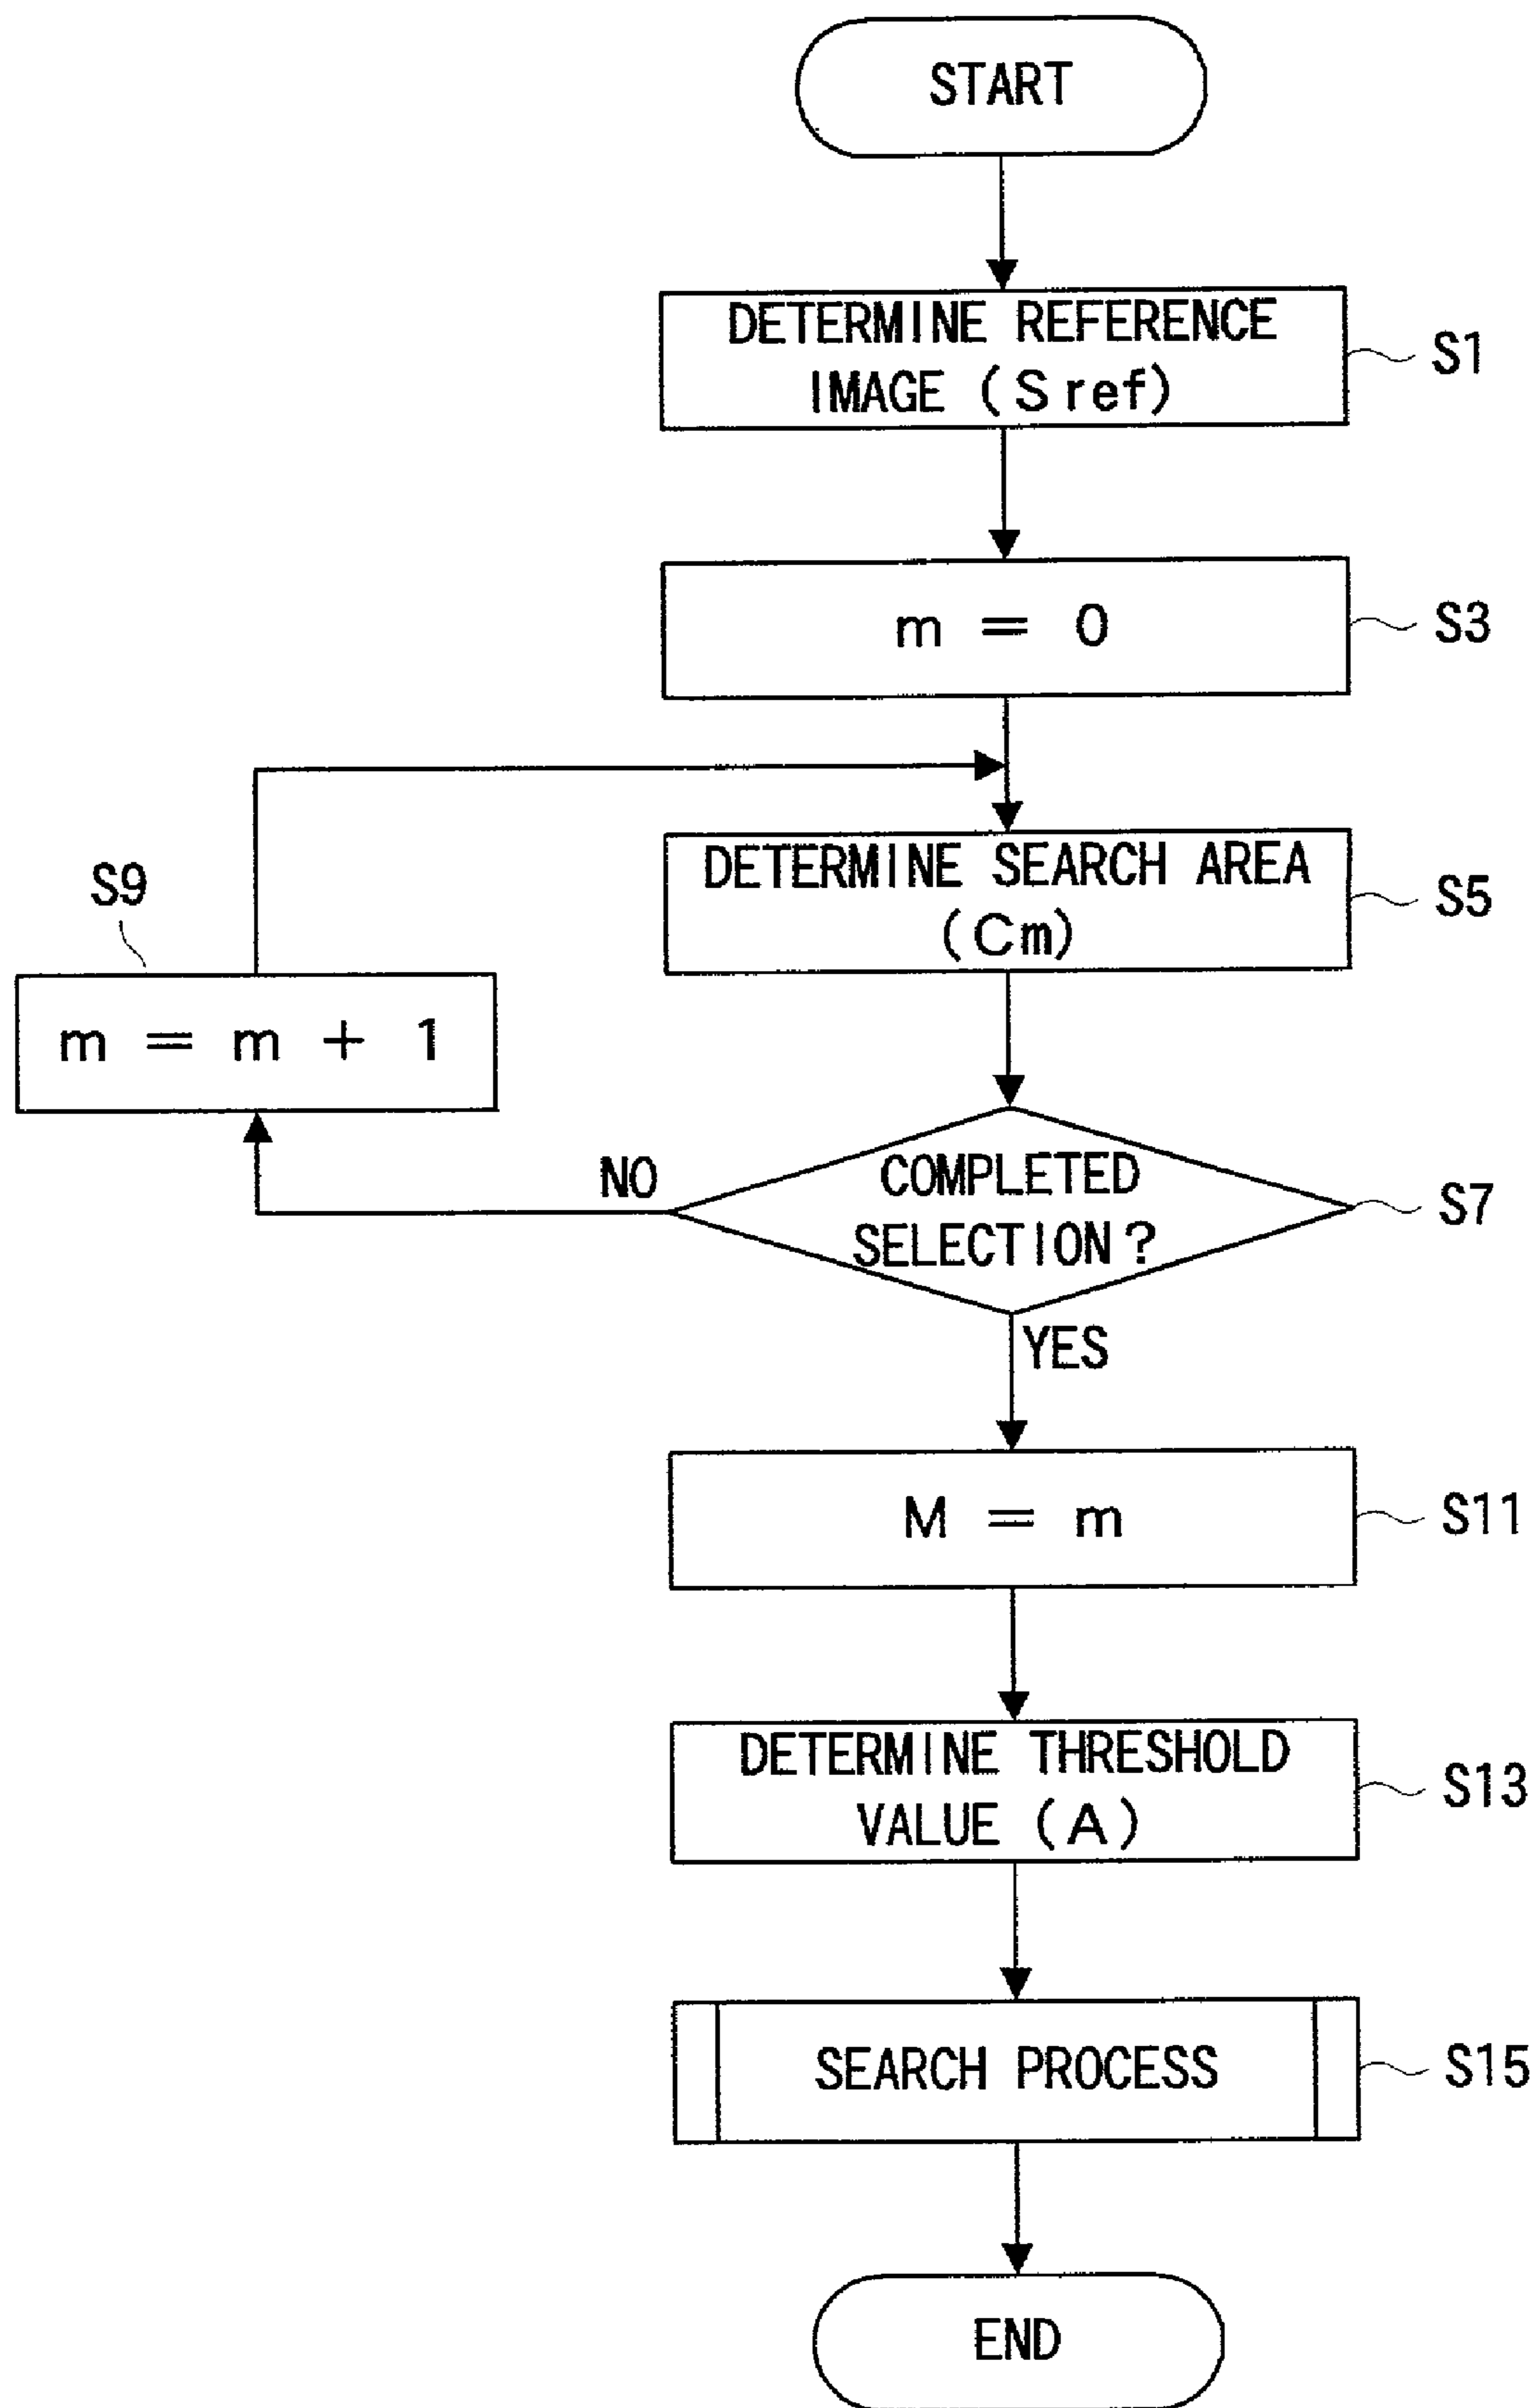 START
DETERMINE REFERENCE
IMAGE (Sref)
S1
m = 0
S3
DETERMINE SEARCH AREA
(Cm)
S5
S9
m = m + 1
COMPLETED
SELECTION?
S7
NO
YES
M = m
S11
DETERMINE THRESHOLD
VALUE (A)
S13
SEARCH PROCESS
S15
END